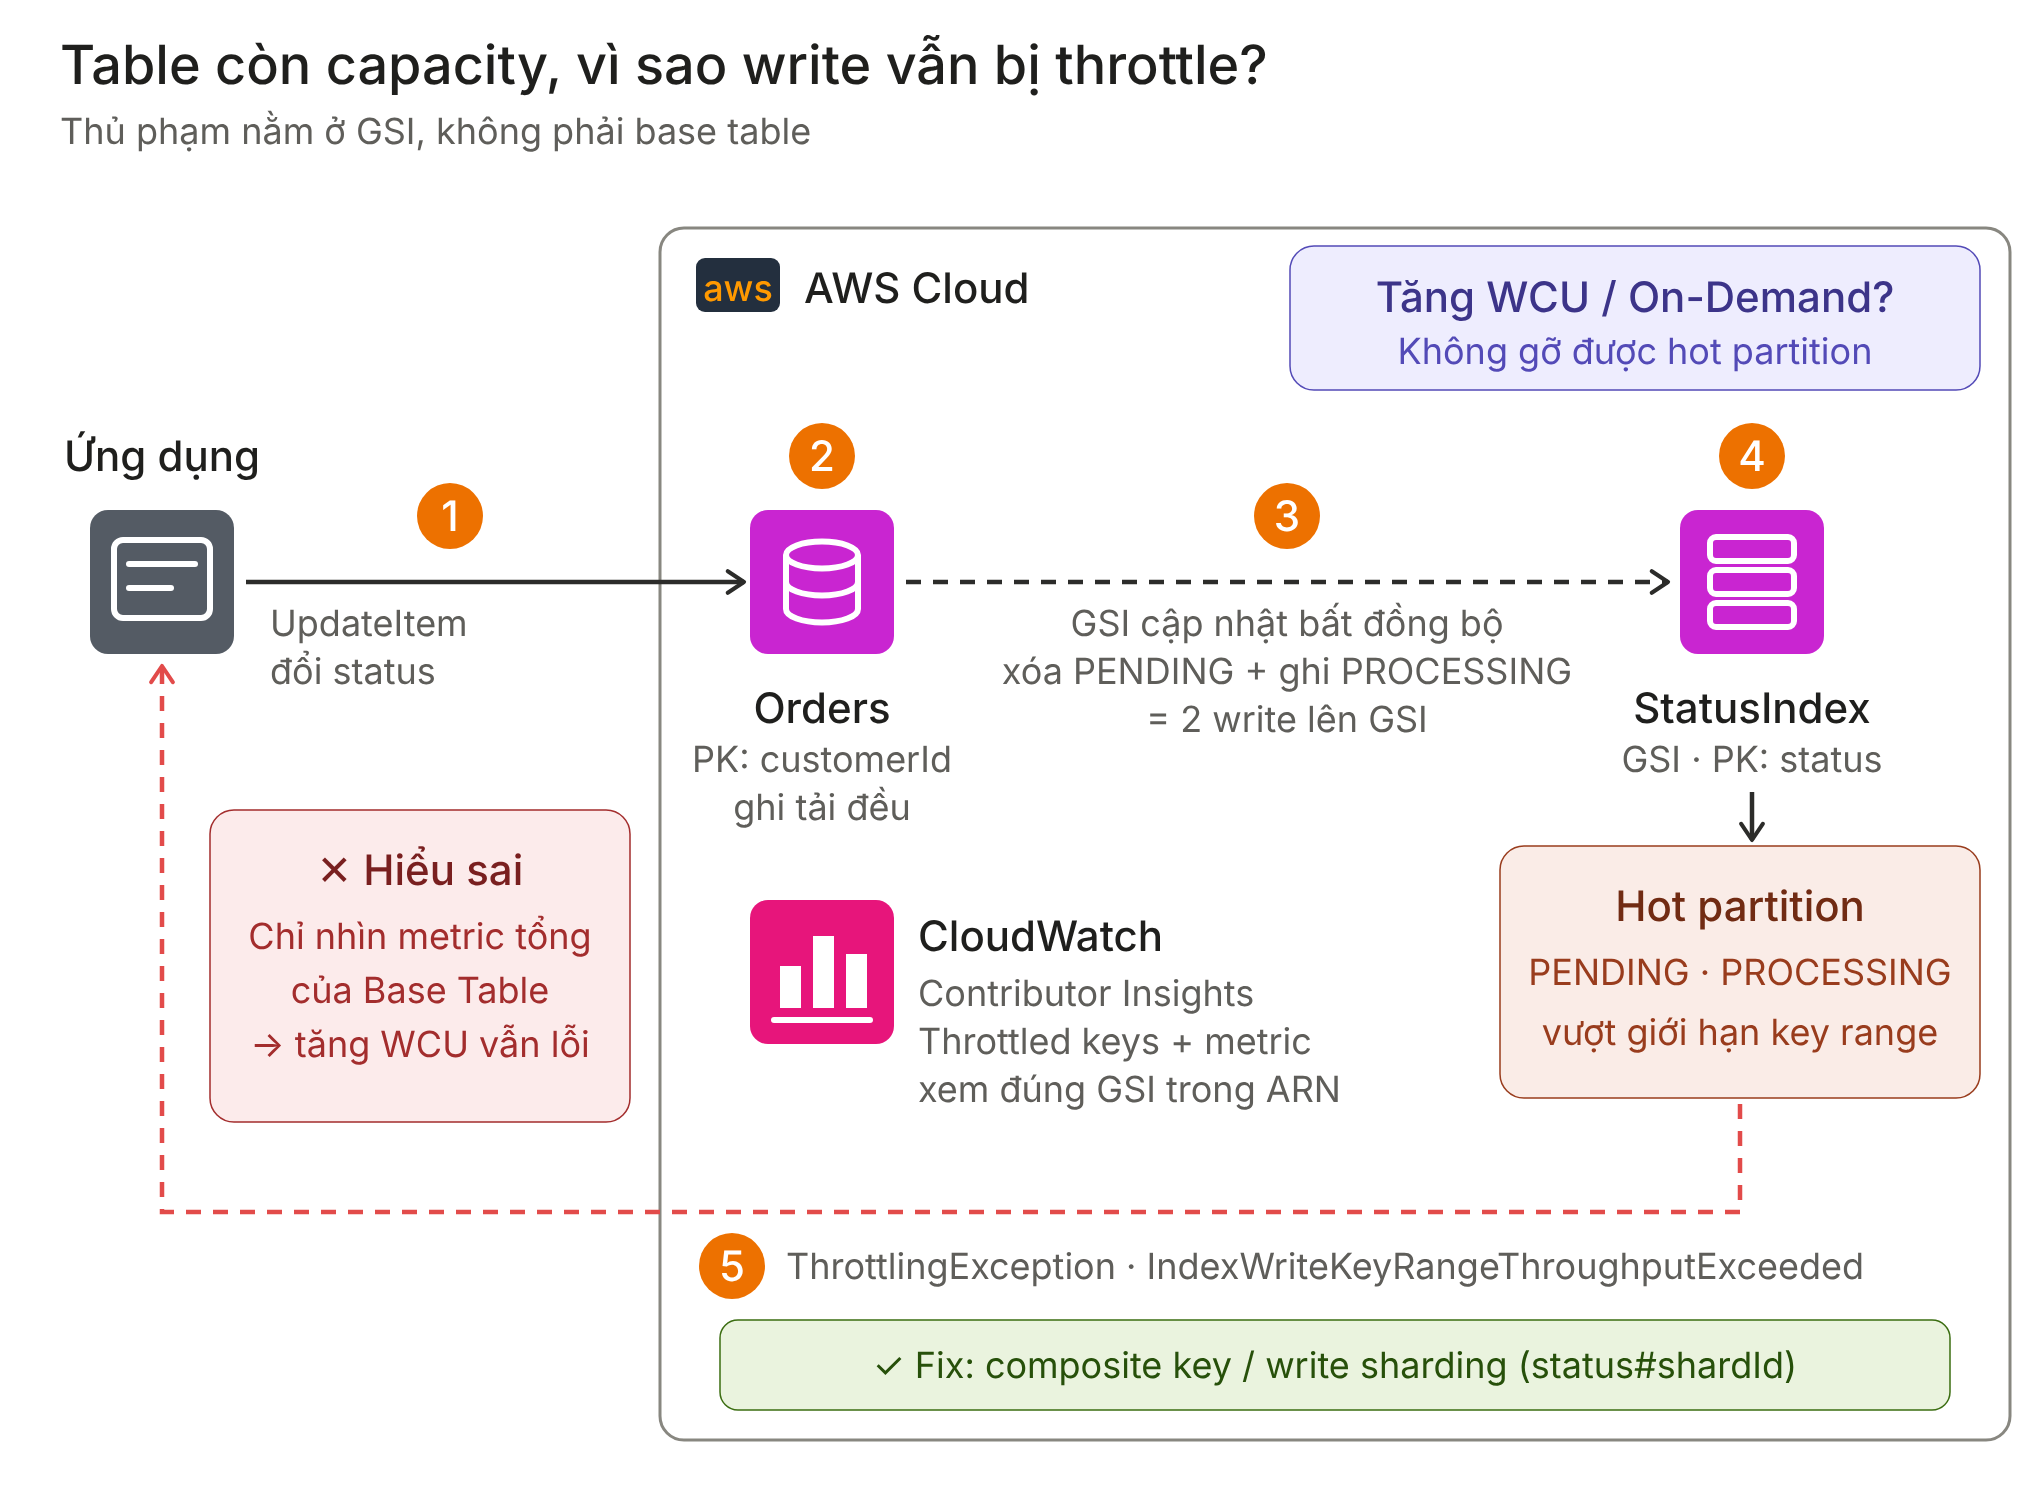 Table còn capacity, vì sao write vẫn bị throttle?
Thủ phạm nằm ở GSI, không phải base table
aws
AWS Cloud
Tăng WCU / On-Demand?
Không gỡ được hot partition
Ứng dụng
1
2
3
4
UpdateItem
đổi status
GSI cập nhật bất đồng bộ
xóa PENDING + ghi PROCESSING
= 2 write lên GSI
Orders
PK: customerId
ghi tải đều
StatusIndex
GSI · PK: status
✕ Hiểu sai
Chỉ nhìn metric tổng
của Base Table
→ tăng WCU vẫn lỗi
CloudWatch
Contributor Insights
Throttled keys + metric
xem đúng GSI trong ARN
Hot partition
PENDING · PROCESSING
vượt giới hạn key range
5
ThrottlingException · IndexWriteKeyRangeThroughputExceeded
✓ Fix: composite key / write sharding (status#shardId)